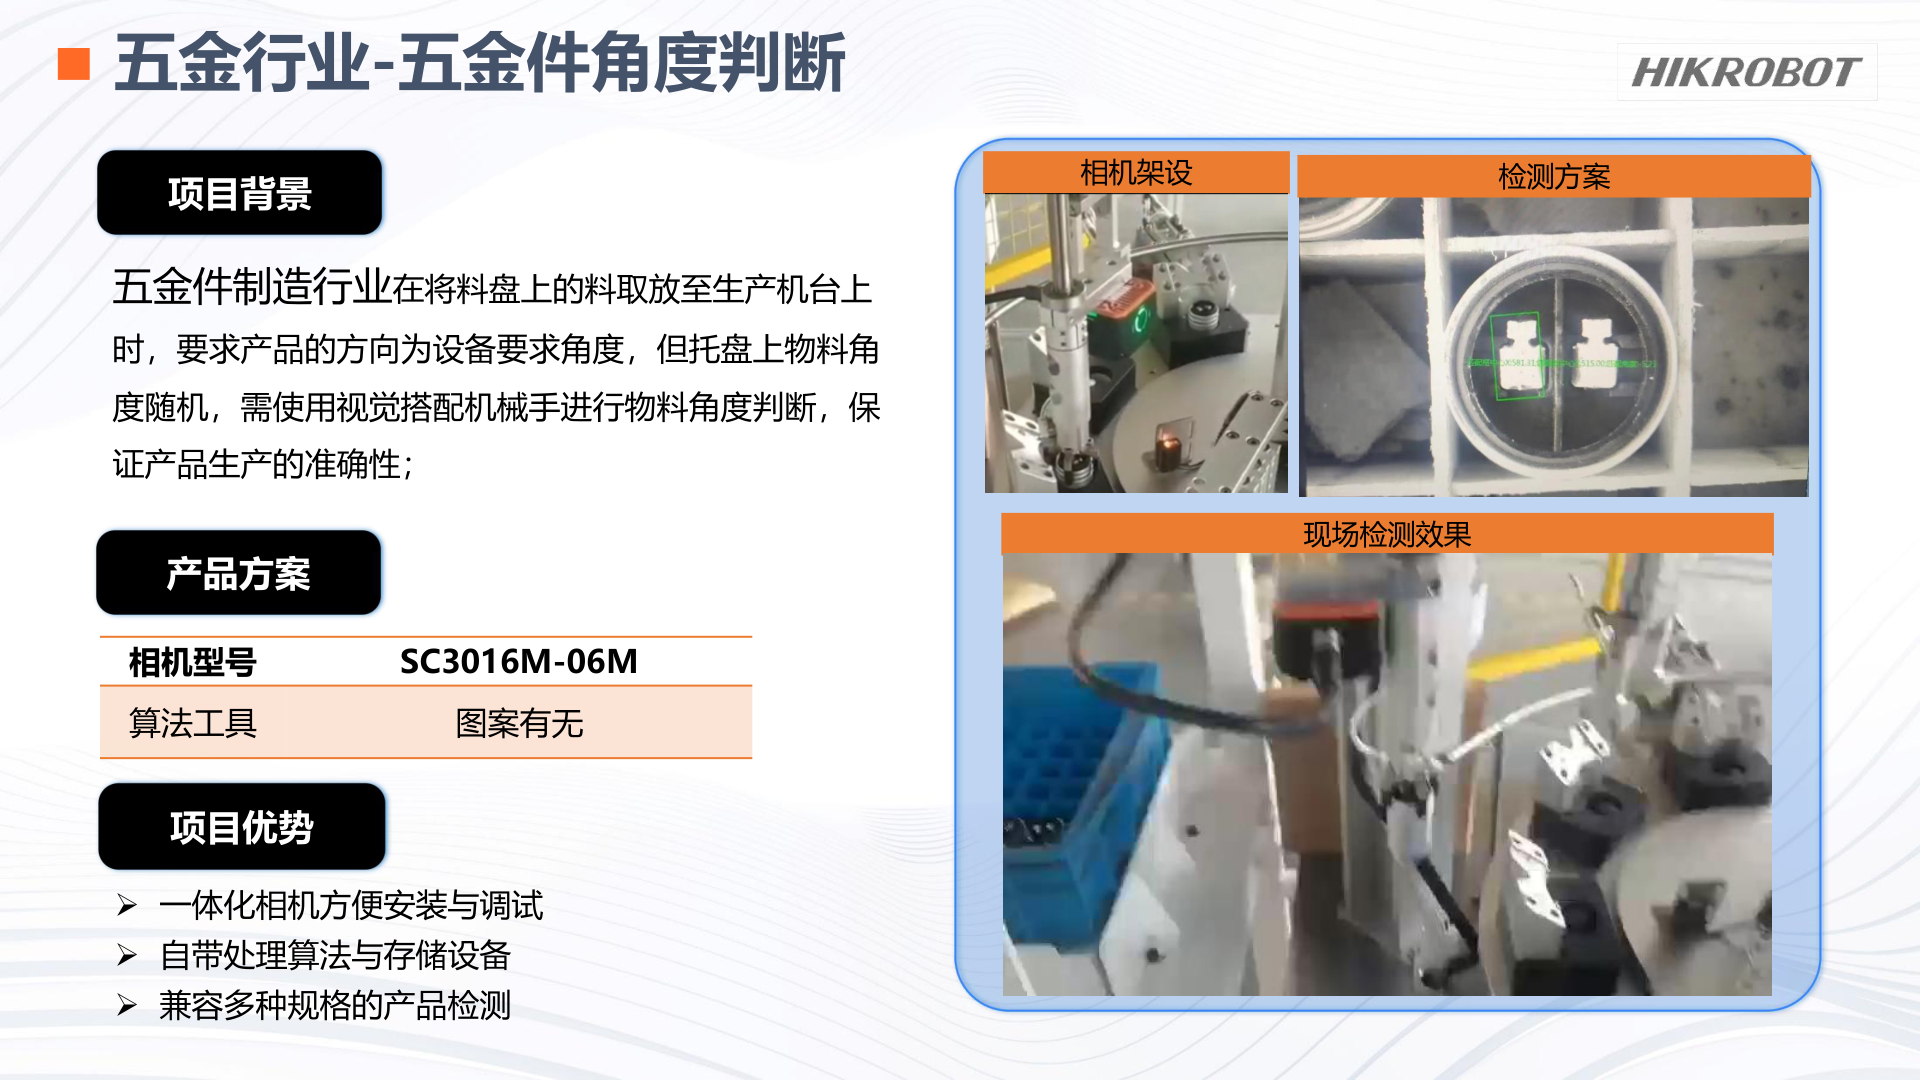 五金行业-五金件角度判断
HIKROBOT
项目背景
五金件制造行业在将料盘上的料取放至生产机台上
时，要求产品的方向为设备要求角度，但托盘上物料角
度随机，需使用视觉搭配机械手进行物料角度判断，保
证产品生产的准确性；
产品方案
相机型号 SC3016M-06M
算法工具 图案有无
项目优势
➢ 一体化相机方便安装与调试
➢ 自带处理算法与存储设备
➢ 兼容多种规格的产品检测
相机架设
检测方案
现场检测效果